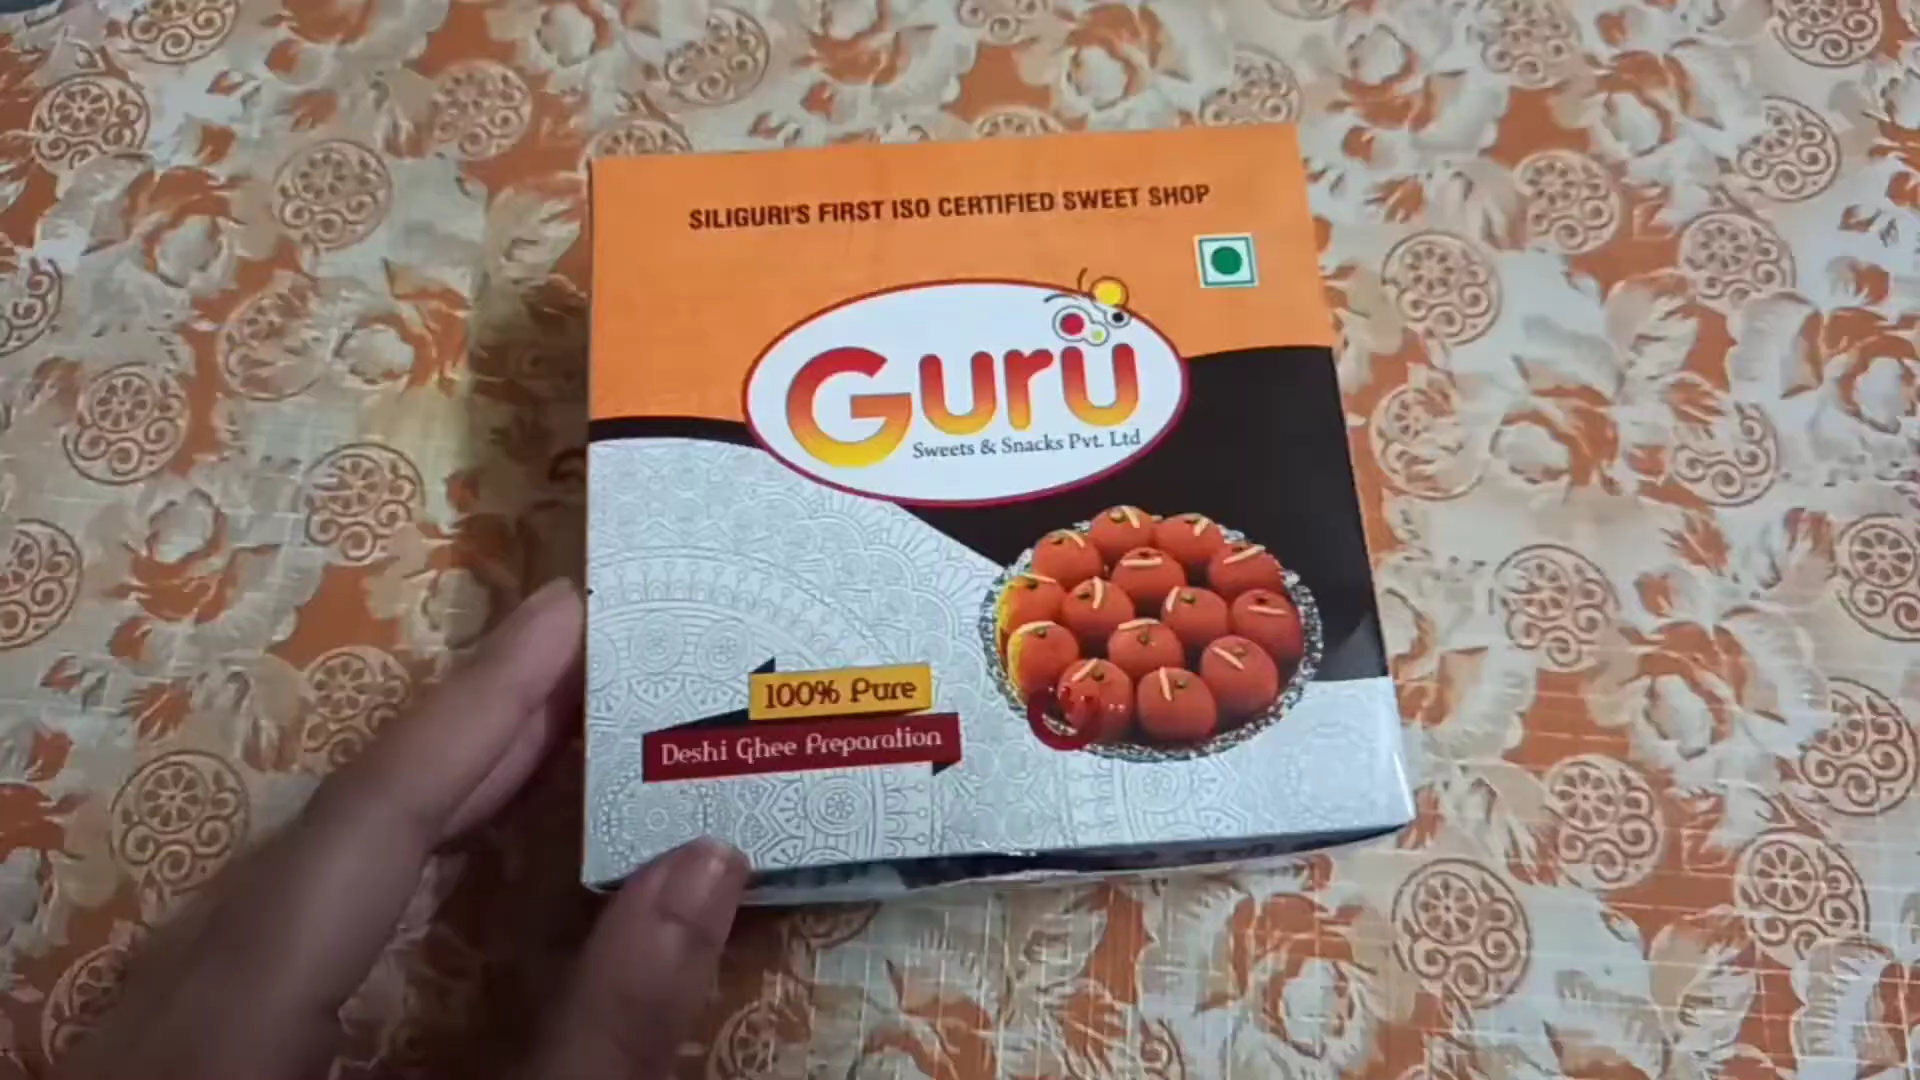 SILIGURI'S FIRST ISO CERTIFIED SWEET SHOP
Guru
Sweets & Snacks Pvt. Ltd
100% Pure
Deshi Ghee Preparation